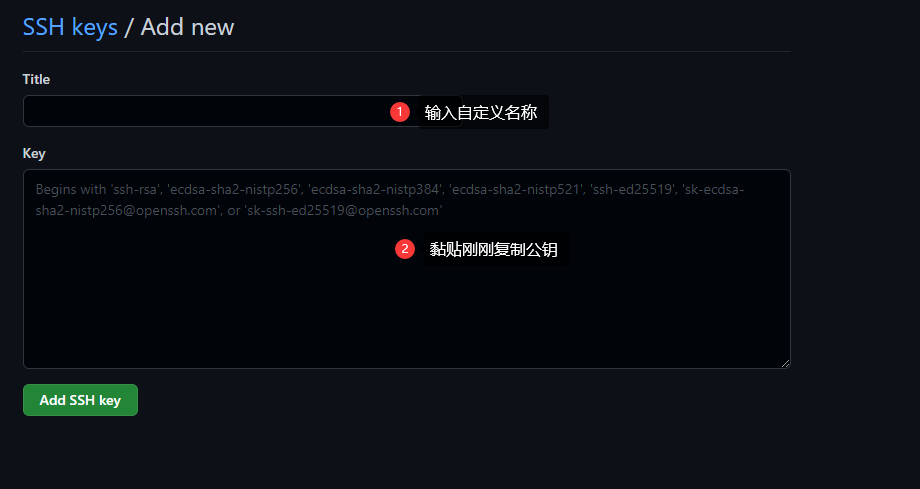 SSH keys / Add new
Title
1 输入自定义名称
Key
Begins with 'ssh-rsa', 'ecdsa-sha2-nistp256', 'ecdsa-sha2-nistp384', 'ecdsa-sha2-nistp521', 'ssh-ed25519', 'sk-ecdsa-
sha2-nistp256@openssh.com', or 'sk-ssh-ed25519@openssh.com'
2 黏贴刚刚复制公钥
Add SSH key